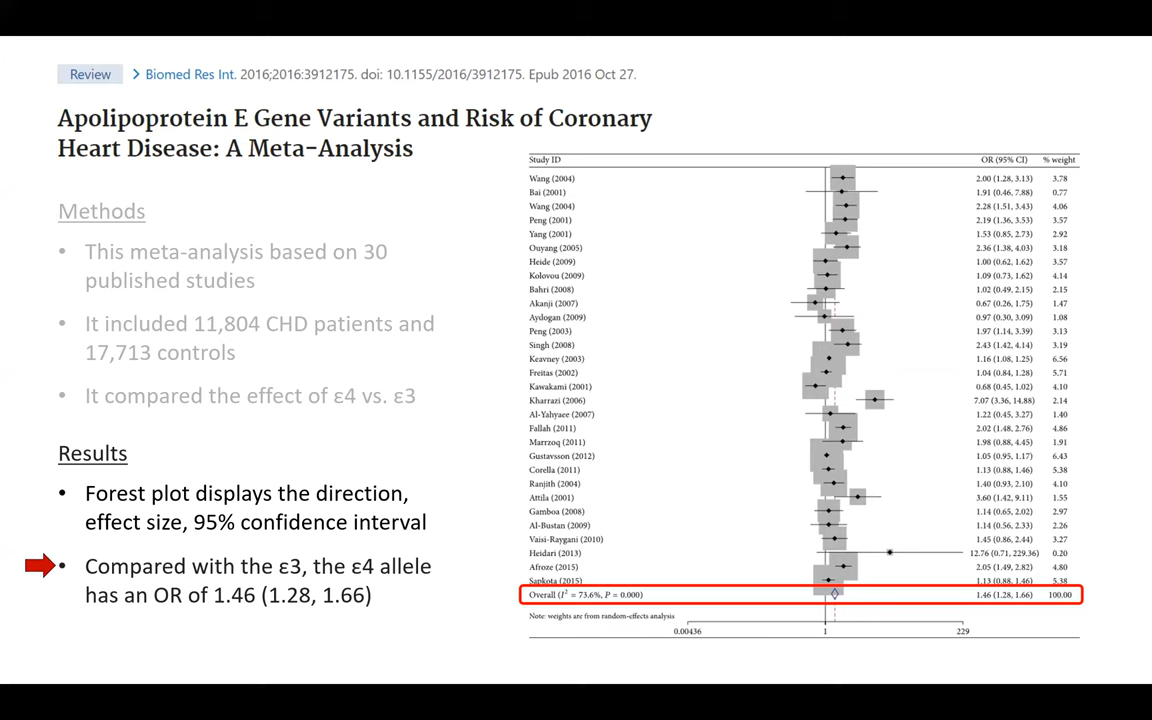 Review > Biomed Res Int. 2016;2016:3912175. doi: 10.1155/2016/3912175. Epub 2016 Oct 27.
Apolipoprotein E Gene Variants and Risk of Coronary
Heart Disease: A Meta-Analysis
Methods
• This meta-analysis based on 30
published studies
• It included 11,804 CHD patients and
17,713 controls
• It compared the effect of ε4 vs. ε3
Results
• Forest plot displays the direction,
effect size, 95% confidence interval
• Compared with the ε3, the ε4 allele
has an OR of 1.46 (1.28, 1.66)
Study ID OR (95% CI) % weight
Wang (2004) 2.00 (1.28, 3.13) 3.78
Bai (2001) 1.91 (0.46, 7.88) 0.77
Wang (2004) 2.28 (1.51, 3.43) 4.06
Peng (2001) 2.19 (1.36, 3.53) 3.57
Yang (2001) 1.53 (0.85, 2.73) 2.92
Ouyang (2005) 2.36 (1.38, 4.03) 3.18
Heide (2009) 1.00 (0.62, 1.62) 3.57
Kolovou (2009) 1.09 (0.73, 1.62) 4.14
Bahri (2008) 1.02 (0.49, 2.15) 2.15
Akanji (2007) 0.67 (0.26, 1.75) 1.47
Aydogan (2009) 0.97 (0.30, 3.09) 1.08
Peng (2003) 1.97 (1.14, 3.39) 3.13
Singh (2008) 2.43 (1.42, 4.14) 3.19
Keavney (2003) 1.16 (1.08, 1.25) 6.56
Freitas (2002) 1.04 (0.84, 1.28) 5.71
Kawakami (2001) 0.68 (0.45, 1.02) 4.10
Kharrazi (2006) 7.07 (3.36, 14.88) 2.14
Al-Yahyaee (2007) 1.22 (0.45, 3.27) 1.40
Fallah (2011) 2.02 (1.48, 2.76) 4.86
Marrzoq (2011) 1.98 (0.88, 4.45) 1.91
Gustavsson (2012) 1.05 (0.95, 1.17) 6.43
Corella (2011) 1.13 (0.88, 1.46) 5.38
Ranjith (2004) 1.40 (0.93, 2.10) 4.10
Attila (2001) 3.60 (1.42, 9.11) 1.55
Gamboa (2008) 1.14 (0.65, 2.02) 2.97
Al-Bustan (2009) 1.14 (0.56, 2.33) 2.26
Vaisi-Raygani (2010) 1.45 (0.86, 2.44) 3.27
Heidari (2013) 12.76 (0.71, 229.36) 0.20
Afroze (2015) 2.05 (1.49, 2.82) 4.80
Sapkota (2015) 1.13 (0.88, 1.46) 5.38
Overall (I² = 73.6%, P = 0.000) 1.46 (1.28, 1.66) 100.00
Note: weights are from random-effects analysis
0.00436 1 229